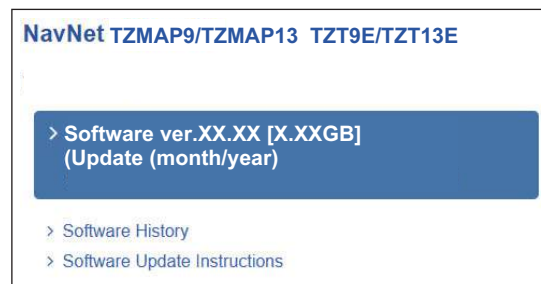 NavNet TZMAP9/TZMAP13 TZT9E/TZT13E
> Software ver.XX.XX [X.XXGB]
(Update (month/year)
> Software History
> Software Update Instructions